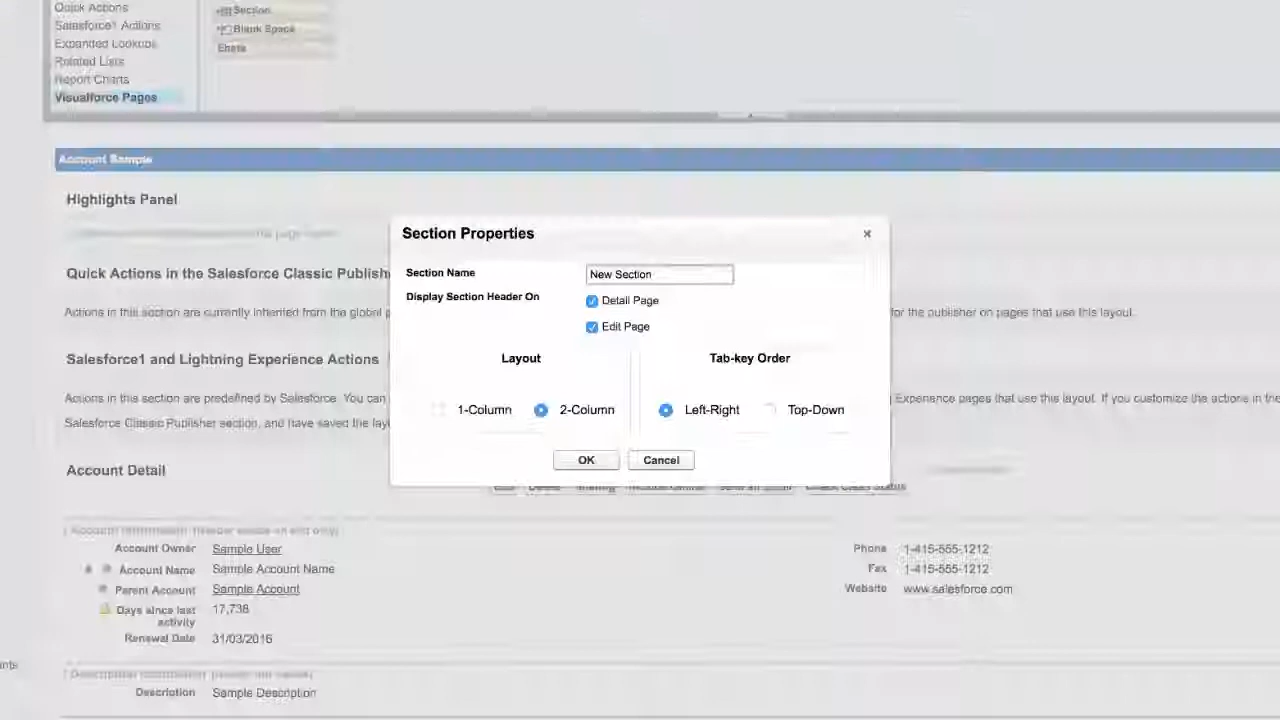 Quick Actions
Section
Salesforce1 Actions
Blank Space
Expanded Lookups
Related Lists
Report Charts
Visualforce Pages
Account Sample
Highlights Panel
the page layout
Section Properties
Section Name
New Section
Display Section Header On
Detail Page
Edit Page
Layout
Tab-key Order
1-Column
2-Column
Left-Right
Top-Down
OK
Cancel
Quick Actions in the Salesforce Classic Publish
Actions in this section are currently inherited from the global p
for the publisher on pages that use this layout.
Salesforce1 and Lightning Experience Actions
Actions in this section are predefined by Salesforce. You can
Experience pages that use this layout. If you customize the actions in the
Salesforce Classic Publisher section, and have saved the lay
Account Detail
Account Owner Sample User
Account Name Sample Account Name
Parent Account Sample Account
Days since last activity 17,738
Renewal Date 31/03/2016
Phone 1-415-555-1212
Fax 1-415-555-1212
Website www.salesforce.com
Description Sample Description